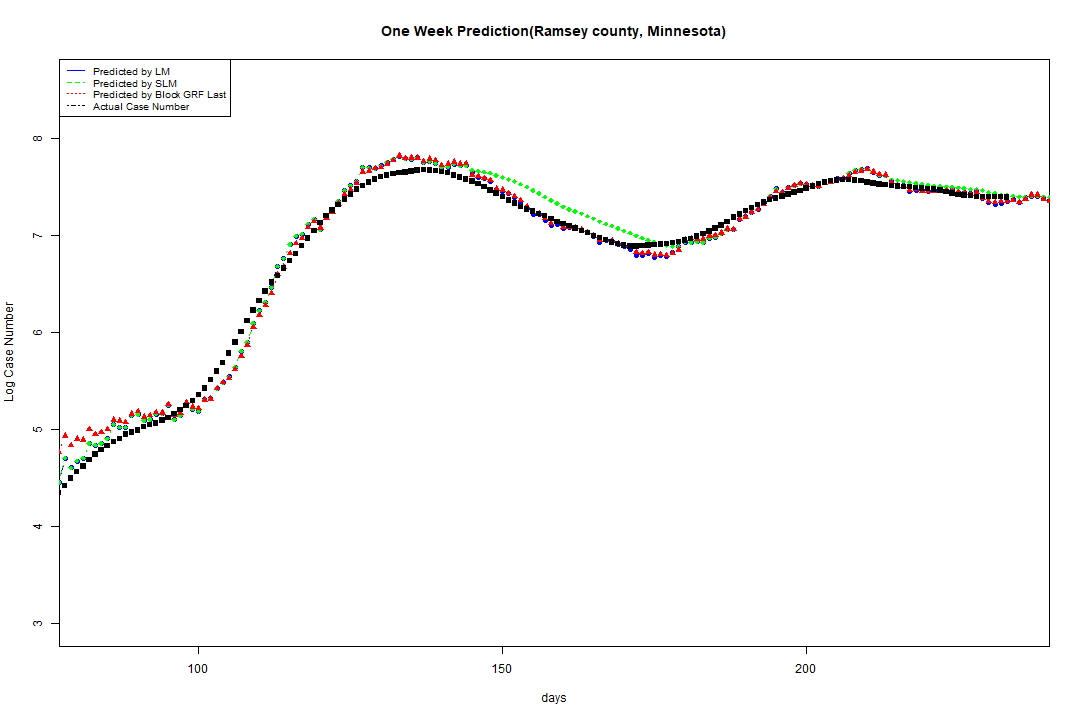 One Week Prediction(Ramsey county, Minnesota)
Predicted by LM
Predicted by SLM
Predicted by Block GRF Last
Actual Case Number
8
7
6
5
4
3
Log Case Number
100 150 200
days